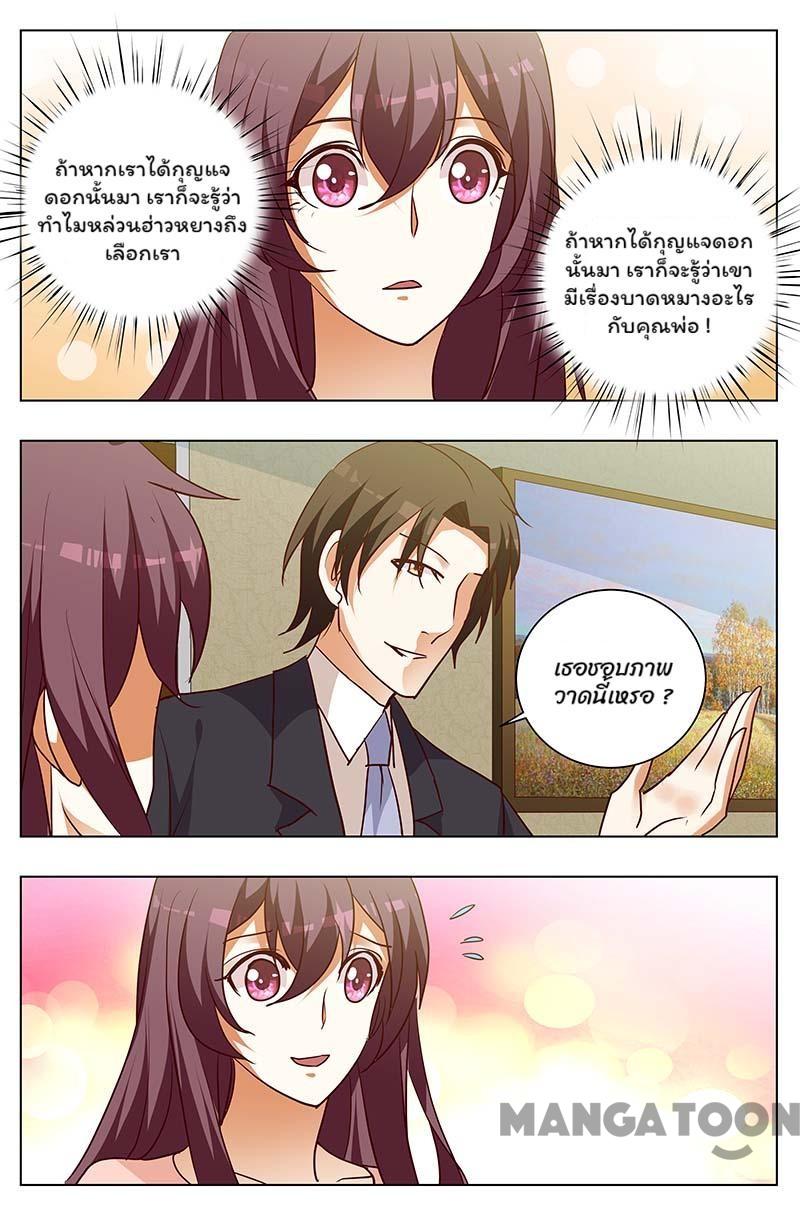 ถ้าหากเราได้กุญแจ
ดอกนั้นมา เราก็จะรู้ว่า
ทำไมหล่วนฮ่าวหยางถึง
เลือกเรา
ถ้าหากได้กุญแจดอก
นั้นมา เราก็จะรู้ว่าเขา
มีเรื่องบาดหมางอะไร
กับคุณพ่อ !
เธอชอบภาพ
วาดนี้เหรอ ?
MANGA TOON